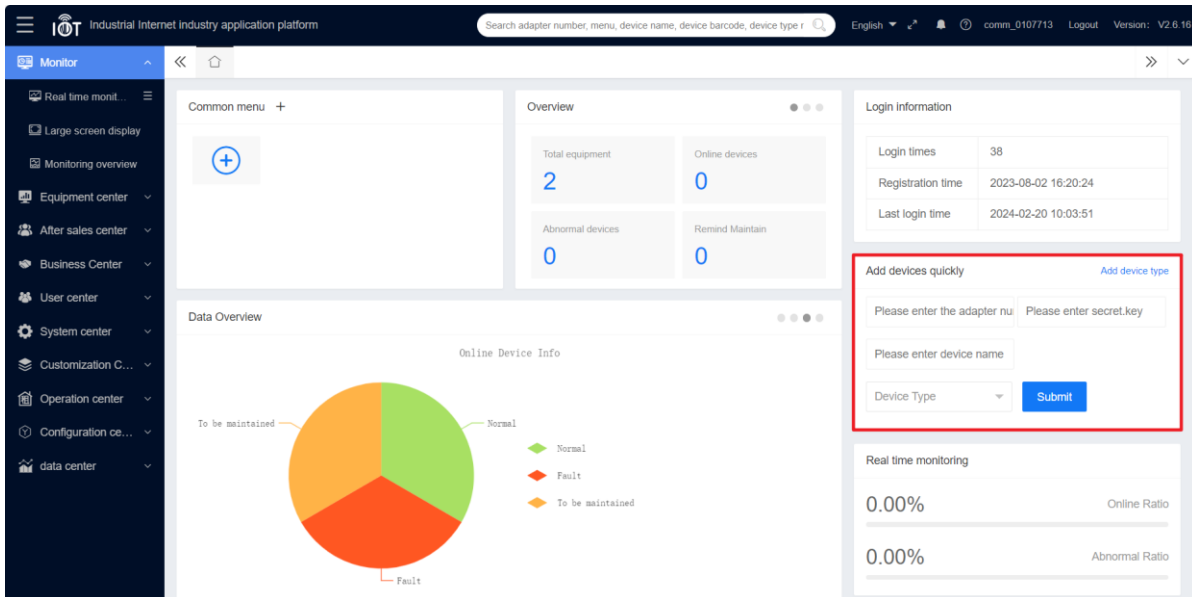 IOT Industrial Internet industry application platform
Search adapter number, menu, device name, device barcode, device type r
English
comm_0107713
Logout
Version: V2.6.16
Monitor
Real time monit...
Large screen display
Monitoring overview
Equipment center
After sales center
Business Center
User center
System center
Customization C...
Operation center
Configuration ce...
data center
Common menu +
Overview
Total equipment
2
Online devices
0
Abnormal devices
0
Remind Maintain
0
Data Overview
Online Device Info
To be maintained
Normal
Fault
Normal
Fault
To be maintained
Login information
Login times 38
Registration time 2023-08-02 16:20:24
Last login time 2024-02-20 10:03:51
Add devices quickly
Add device type
Please enter the adapter nu
Please enter secret.key
Please enter device name
Device Type
Submit
Real time monitoring
0.00% Online Ratio
0.00% Abnormal Ratio